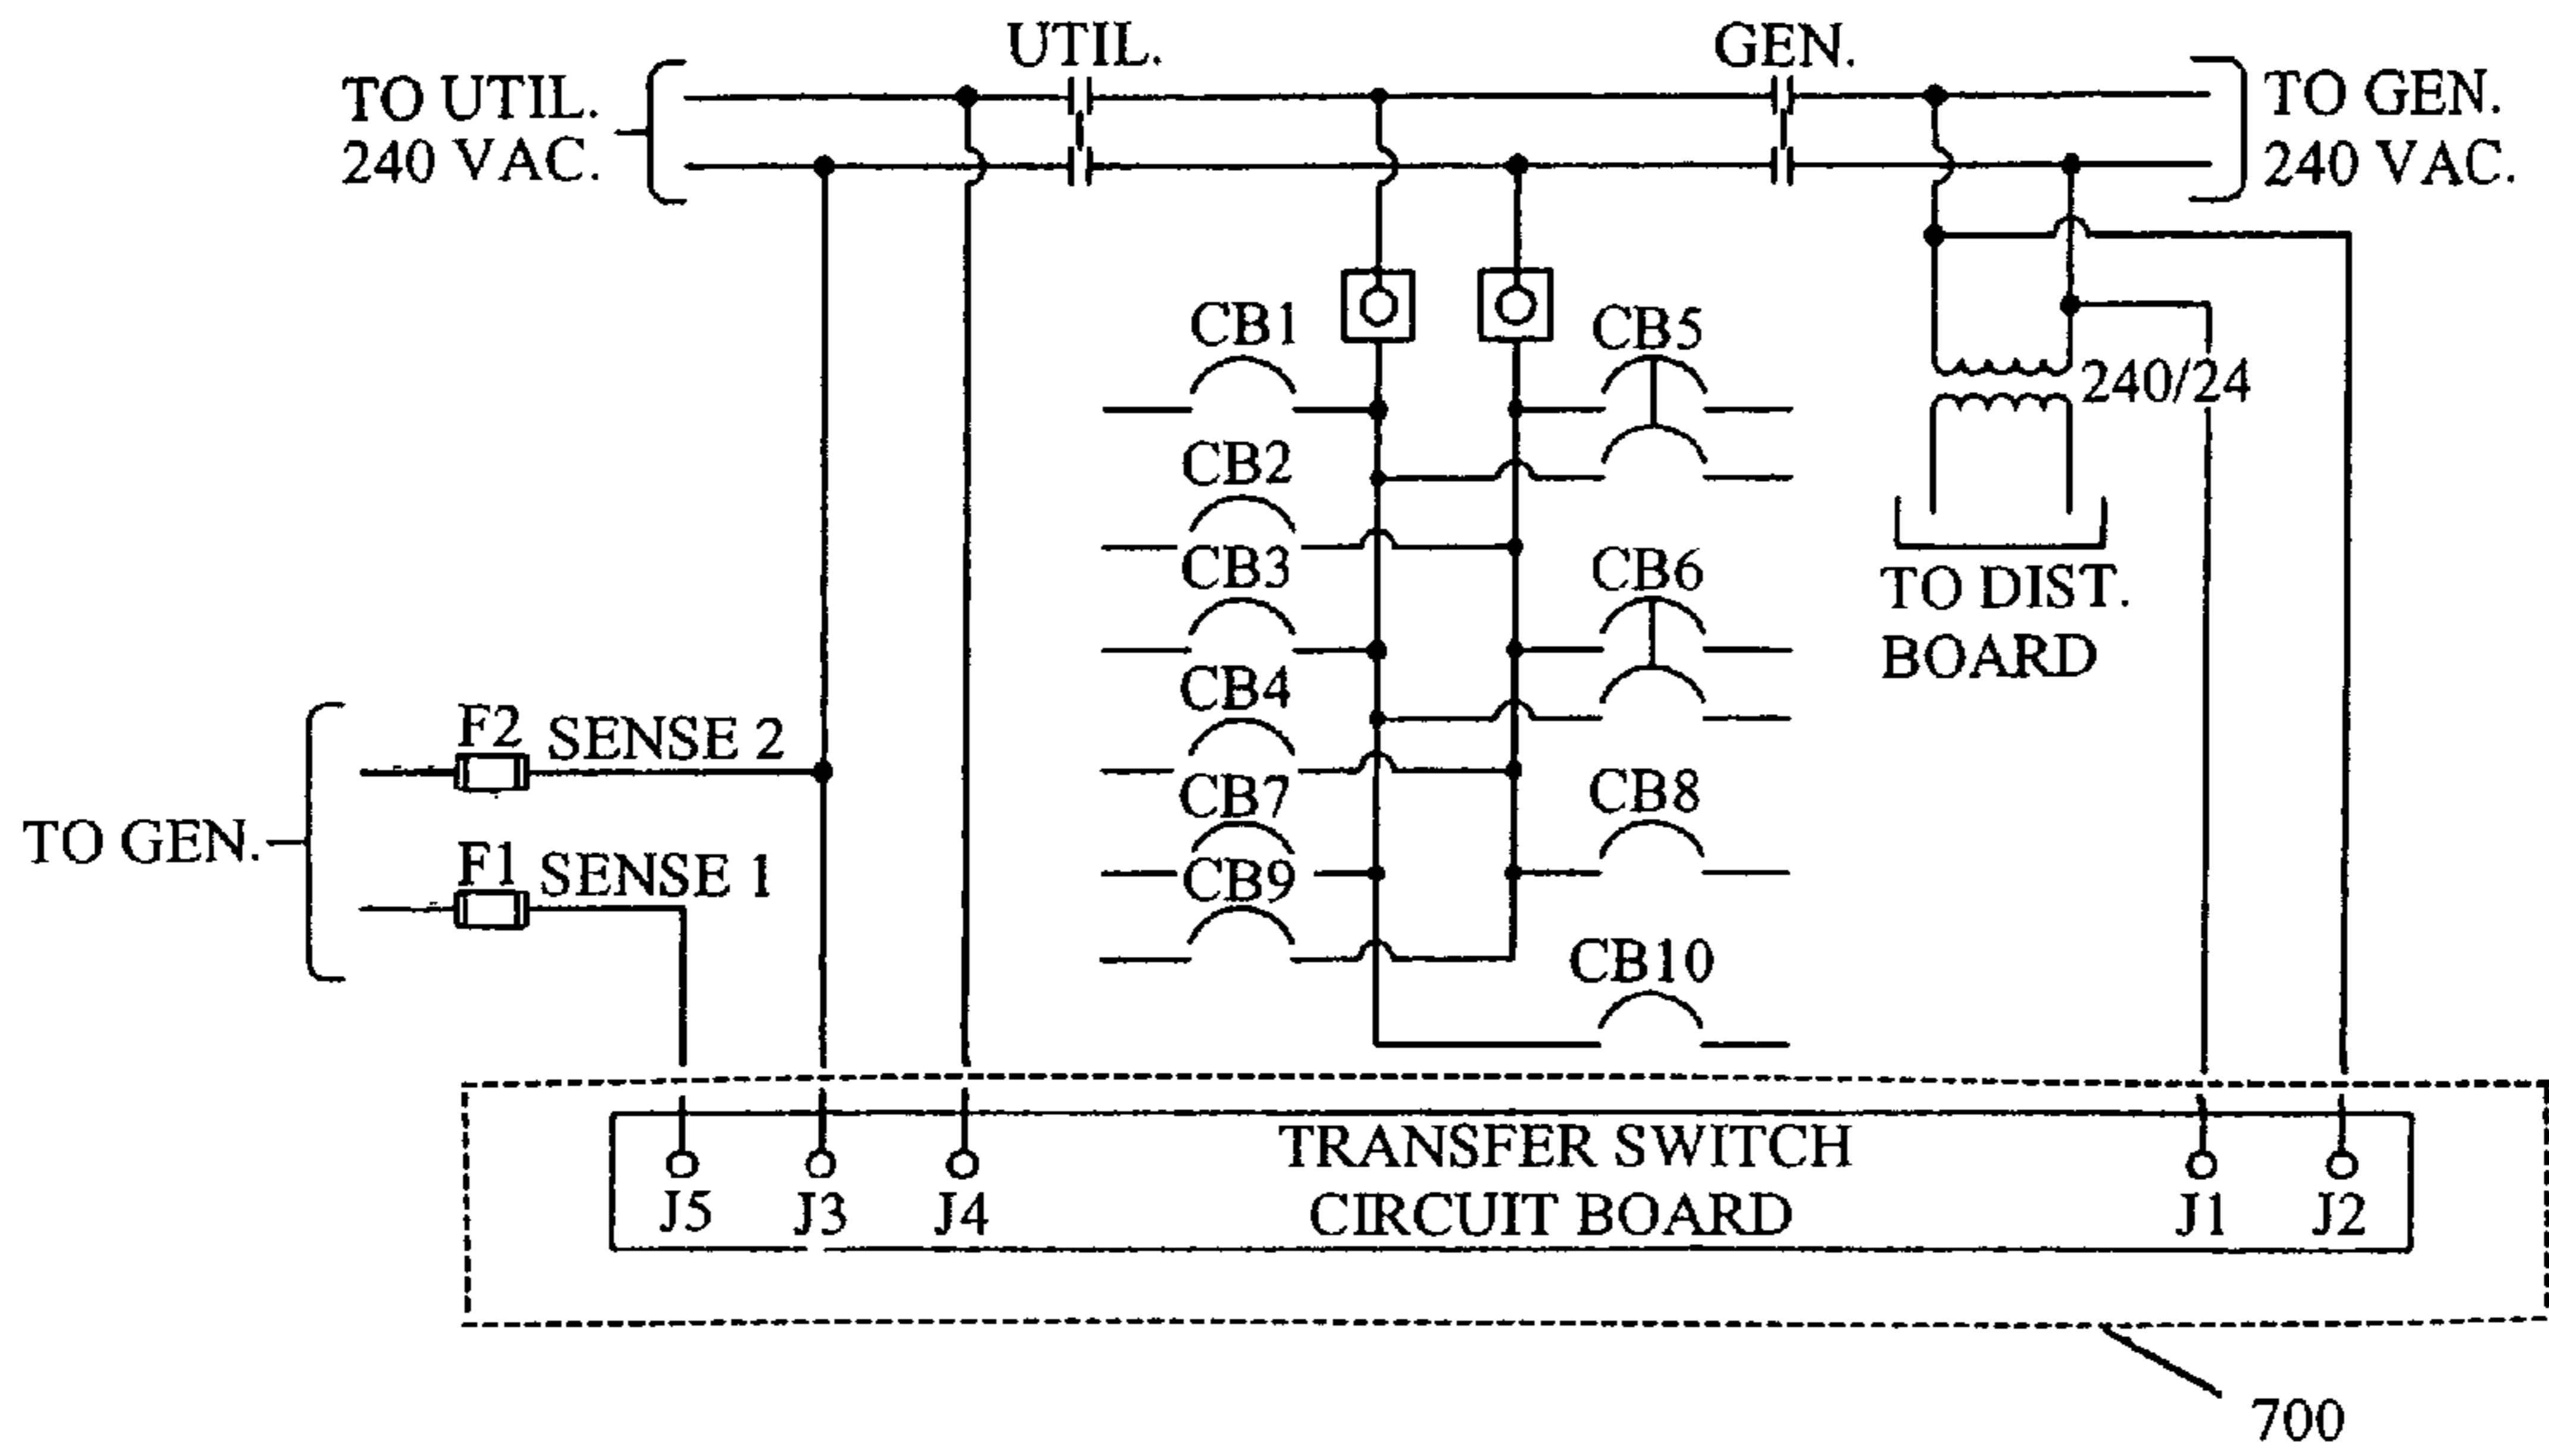 UTIL.
GEN.
TO UTIL.
240 VAC.
TO GEN.
240 VAC.
CB1
CB5
240/24
CB2
CB3
CB6
TO DIST.
BOARD
CB4
F2
SENSE 2
CB7
CB8
TO GEN.
F1
SENSE 1
CB9
CB10
TRANSFER SWITCH
CIRCUIT BOARD
J5
J3
J4
J1
J2
700